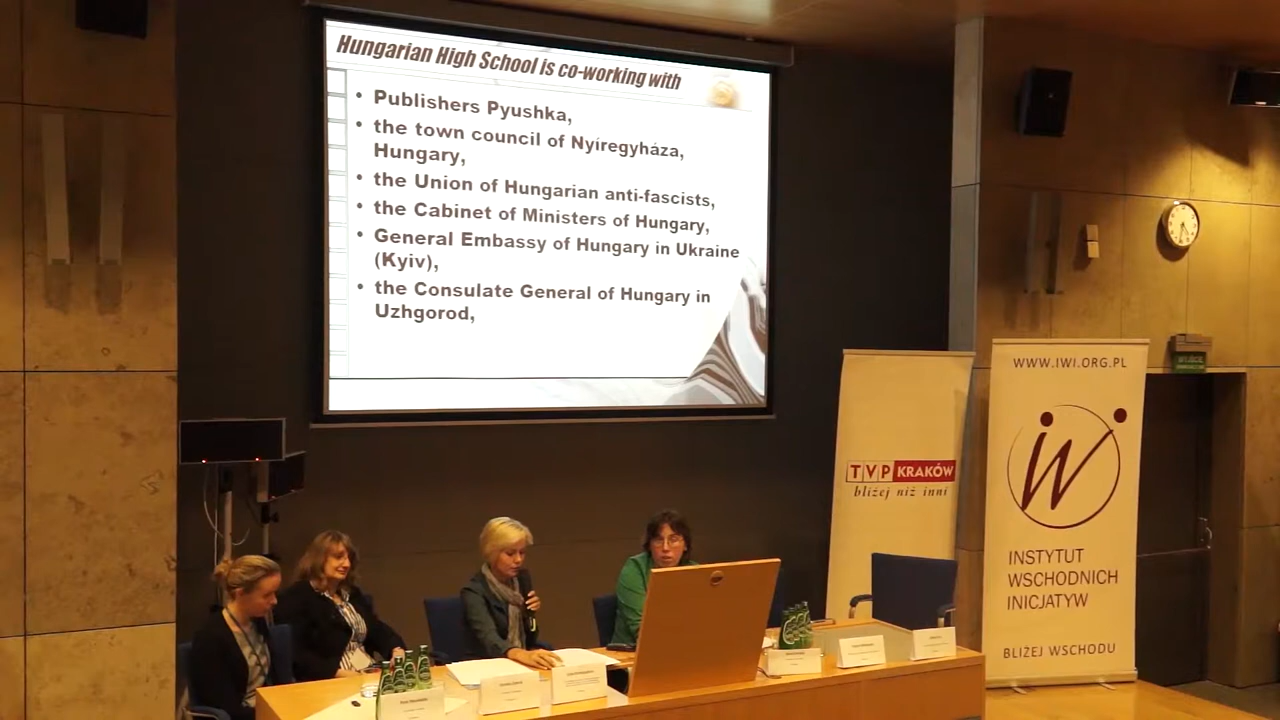 Hungarian High School is co-working with
• Publishers Pyushka,
• the town council of Nyíregyháza,
Hungary,
• the Union of Hungarian anti-fascists,
• the Cabinet of Ministers of Hungary,
• General Embassy of Hungary in Ukraine
(Kyiv),
• the Consulate General of Hungary in
Uzhgorod,
TVP KRAKÓW
bliżej niż inni
WWW.IWI.ORG.PL
iwi
INSTYTUT
WSCHODNICH
INICJATYW
BLIŻEJ WSCHODU